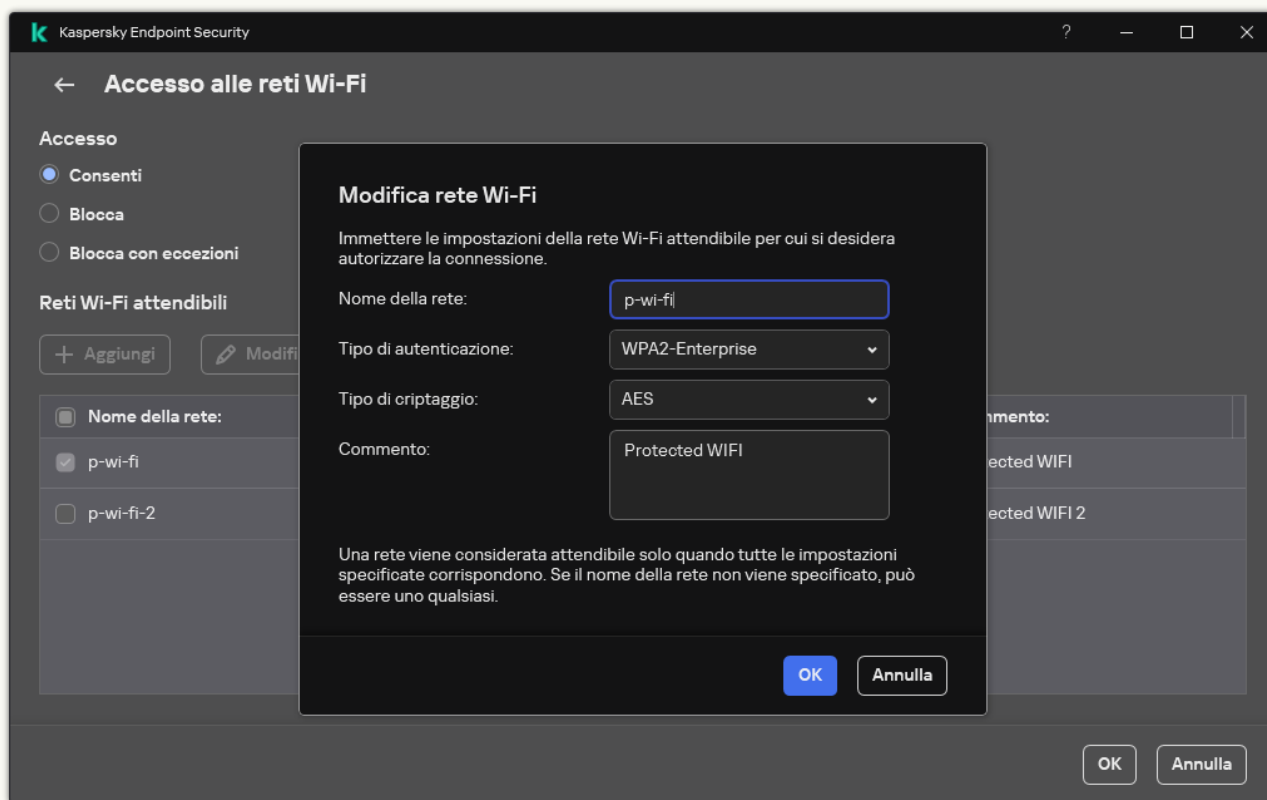 Kaspersky Endpoint Security
Accesso alle reti Wi-Fi
Accesso
Consenti
Blocca
Blocca con eccezioni
Reti Wi-Fi attendibili
Aggiungi
Nome della rete:
p-wi-fi
p-wi-fi-2
WIFI
WIFI 2
Modifica rete Wi-Fi
Immettere le impostazioni della rete Wi-Fi attendibile per cui si desidera
autorizzare la connessione.
Nome della rete: p-wi-fi
Tipo di autenticazione: WPA2-Enterprise
Tipo di criptaggio: AES
Commento: Protected WIFI
Una rete viene considerata attendibile solo quando tutte le impostazioni
specificate corrispondono. Se il nome della rete non viene specificato, può
essere uno qualsiasi.
OK Annulla
OK Annulla